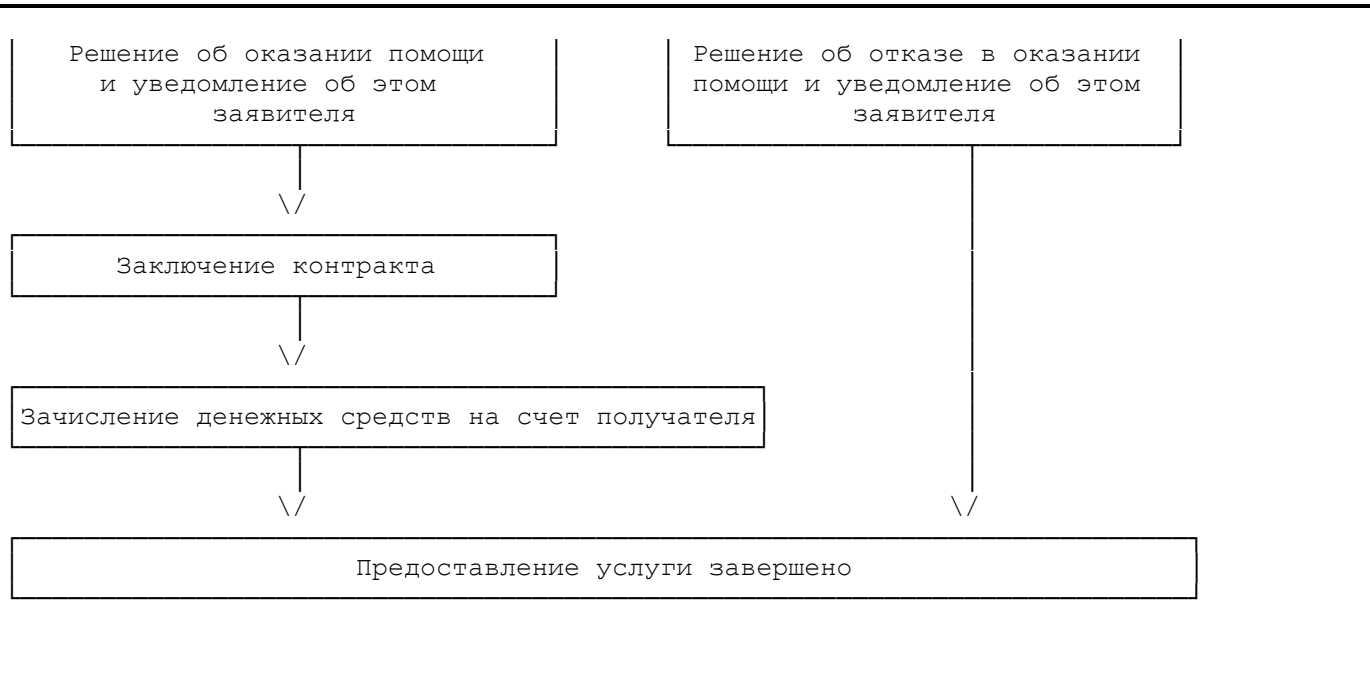 Решение об оказании помощи
и уведомление об этом
заявителя
Решение об отказе в оказании
помощи и уведомление об этом
заявителя
Заключение контракта
Зачисление денежных средств на счет получателя
Предоставление услуги завершено